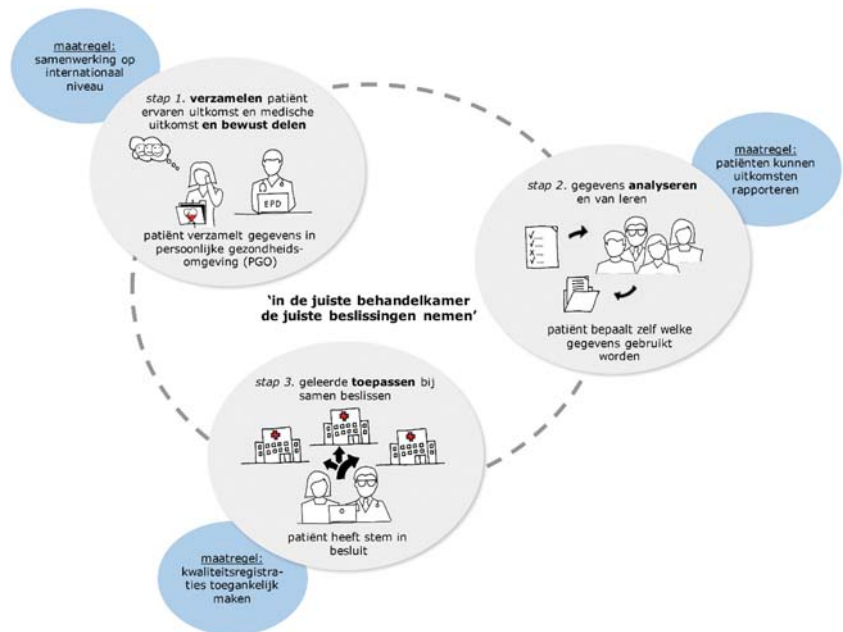 maatregel:
samenwerking op
internationaal
niveau
stap 1. verzamelen patiënt
ervaren uitkomst en medische
uitkomst en bewust delen
EPD
patiënt verzamelt gegevens in
persoonlijke gezondheids-
omgeving (PGO)
maatregel:
patiënten kunnen
uitkomsten
rapporteren
stap 2. gegevens analyseren
en van leren
patiënt bepaalt zelf welke
gegevens gebruikt
worden
‘in de juiste behandelkamer
de juiste beslissingen nemen’
stap 3. geleerde toepassen bij
samen beslissen
patiënt heeft stem in
besluit
maatregel:
kwaliteitsregistra-
ties toegankelijk
maken